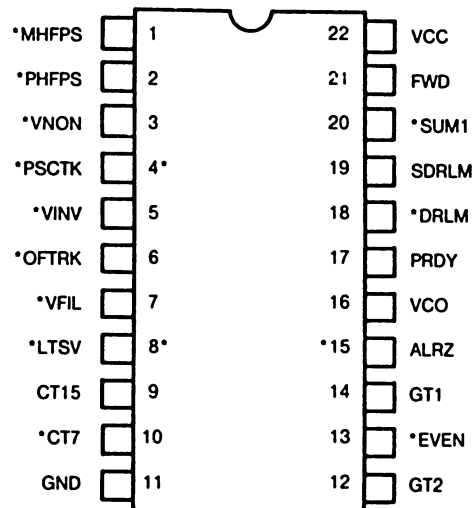 *MHFPS 1 22 VCC
*PHFPS 2 21 FWD
*VNON 3 20 *SUM1
*PSCTK 4* 19 SDRLM
*VINV 5 18 *DRLM
*OFTRK 6 17 PRDY
*VFIL 7 16 VCO
*LTSV 8* *15 ALRZ
CT15 9 14 GT1
*CT7 10 13 *EVEN
GND 11 12 GT2